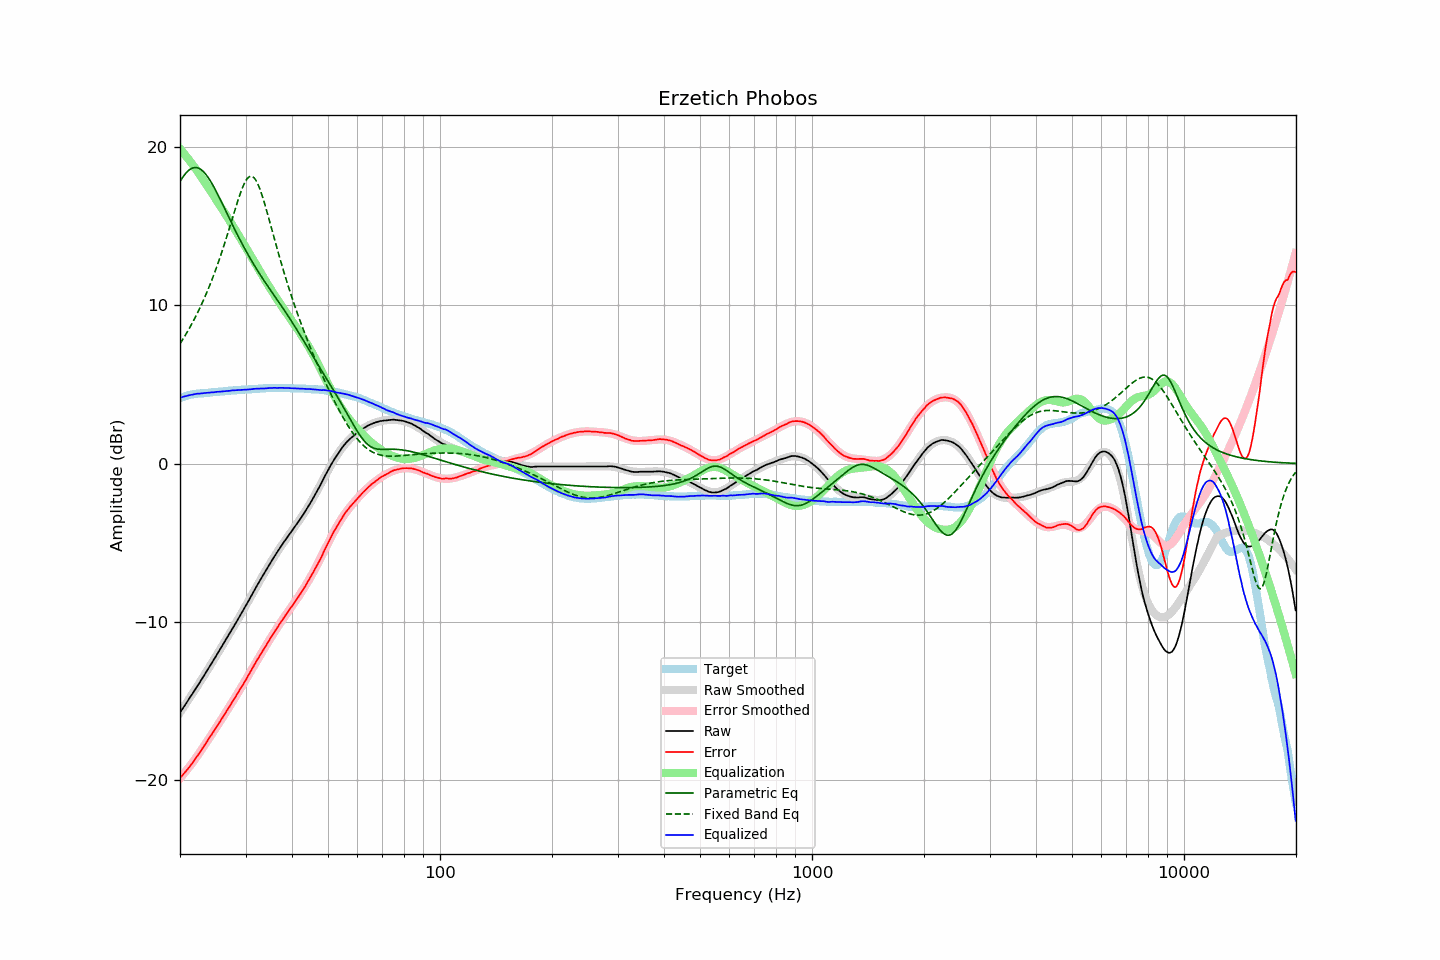 Erzetich Phobos
20
10
0
−10
−20
Amplitude (dBr)
100
1000
10000
Frequency (Hz)
Target
Raw Smoothed
Error Smoothed
Raw
Error
Equalization
Parametric Eq
Fixed Band Eq
Equalized